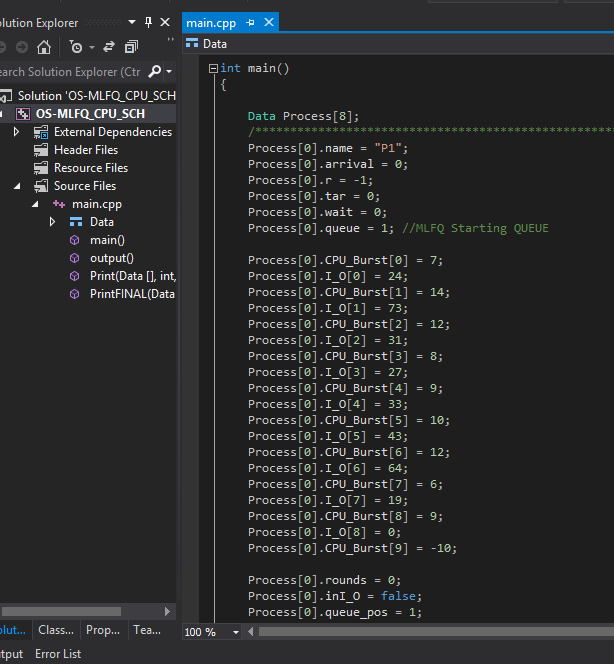 Solution Explorer
Search Solution Explorer (Ctr
Solution 'OS-MLFQ_CPU_SCH
OS-MLFQ_CPU_SCH
External Dependencies
Header Files
Resource Files
Source Files
main.cpp
Data
main()
output()
Print(Data [], int,
PrintFINAL(Data
Class...
Prop...
Tea...
Error List
main.cpp
Data
int main()
{
Data Process[8];
/***************************************************
Process[0].name = "P1";
Process[0].arrival = 0;
Process[0].r = -1;
Process[0].tar = 0;
Process[0].wait = 0;
Process[0].queue = 1; //MLFQ Starting QUEUE
Process[0].CPU_Burst[0] = 7;
Process[0].I_O[0] = 24;
Process[0].CPU_Burst[1] = 14;
Process[0].I_O[1] = 73;
Process[0].CPU_Burst[2] = 12;
Process[0].I_O[2] = 31;
Process[0].CPU_Burst[3] = 8;
Process[0].I_O[3] = 27;
Process[0].CPU_Burst[4] = 9;
Process[0].I_O[4] = 33;
Process[0].CPU_Burst[5] = 10;
Process[0].I_O[5] = 43;
Process[0].CPU_Burst[6] = 12;
Process[0].I_O[6] = 64;
Process[0].CPU_Burst[7] = 6;
Process[0].I_O[7] = 19;
Process[0].CPU_Burst[8] = 9;
Process[0].I_O[8] = 0;
Process[0].CPU_Burst[9] = -10;
Process[0].rounds = 0;
Process[0].inI_O = false;
Process[0].queue_pos = 1;
100 %